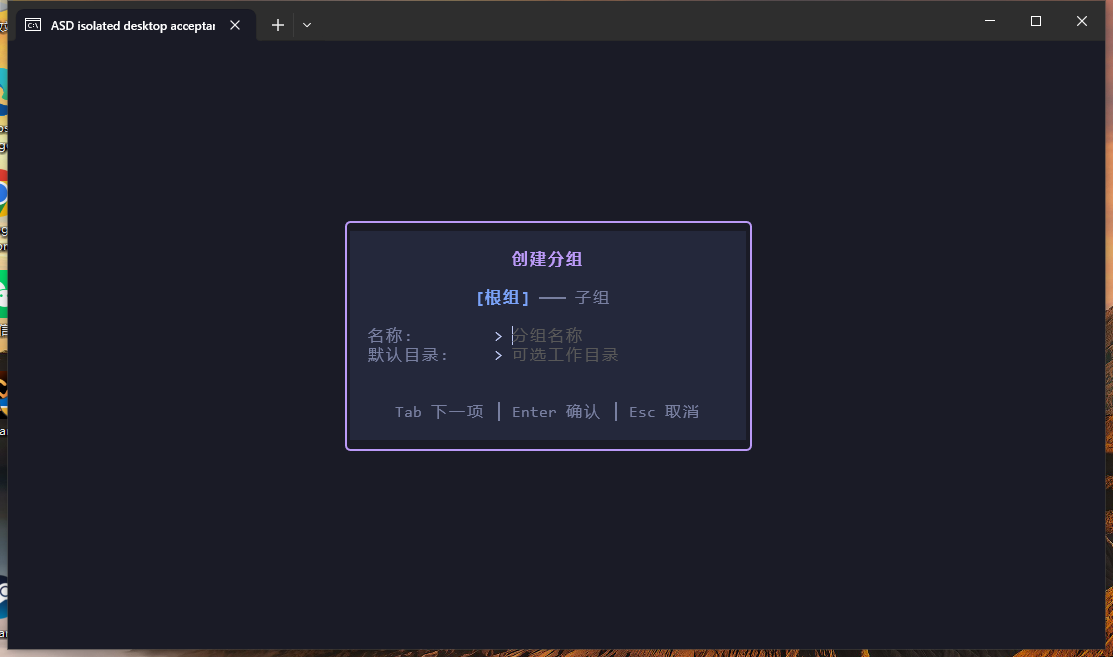 ASD isolated desktop
创建分组
[根组] —— 子组
名称: > 分组名称
默认目录: > 可选工作目录
Tab 下一项 │ Enter 确认 │ Esc 取消